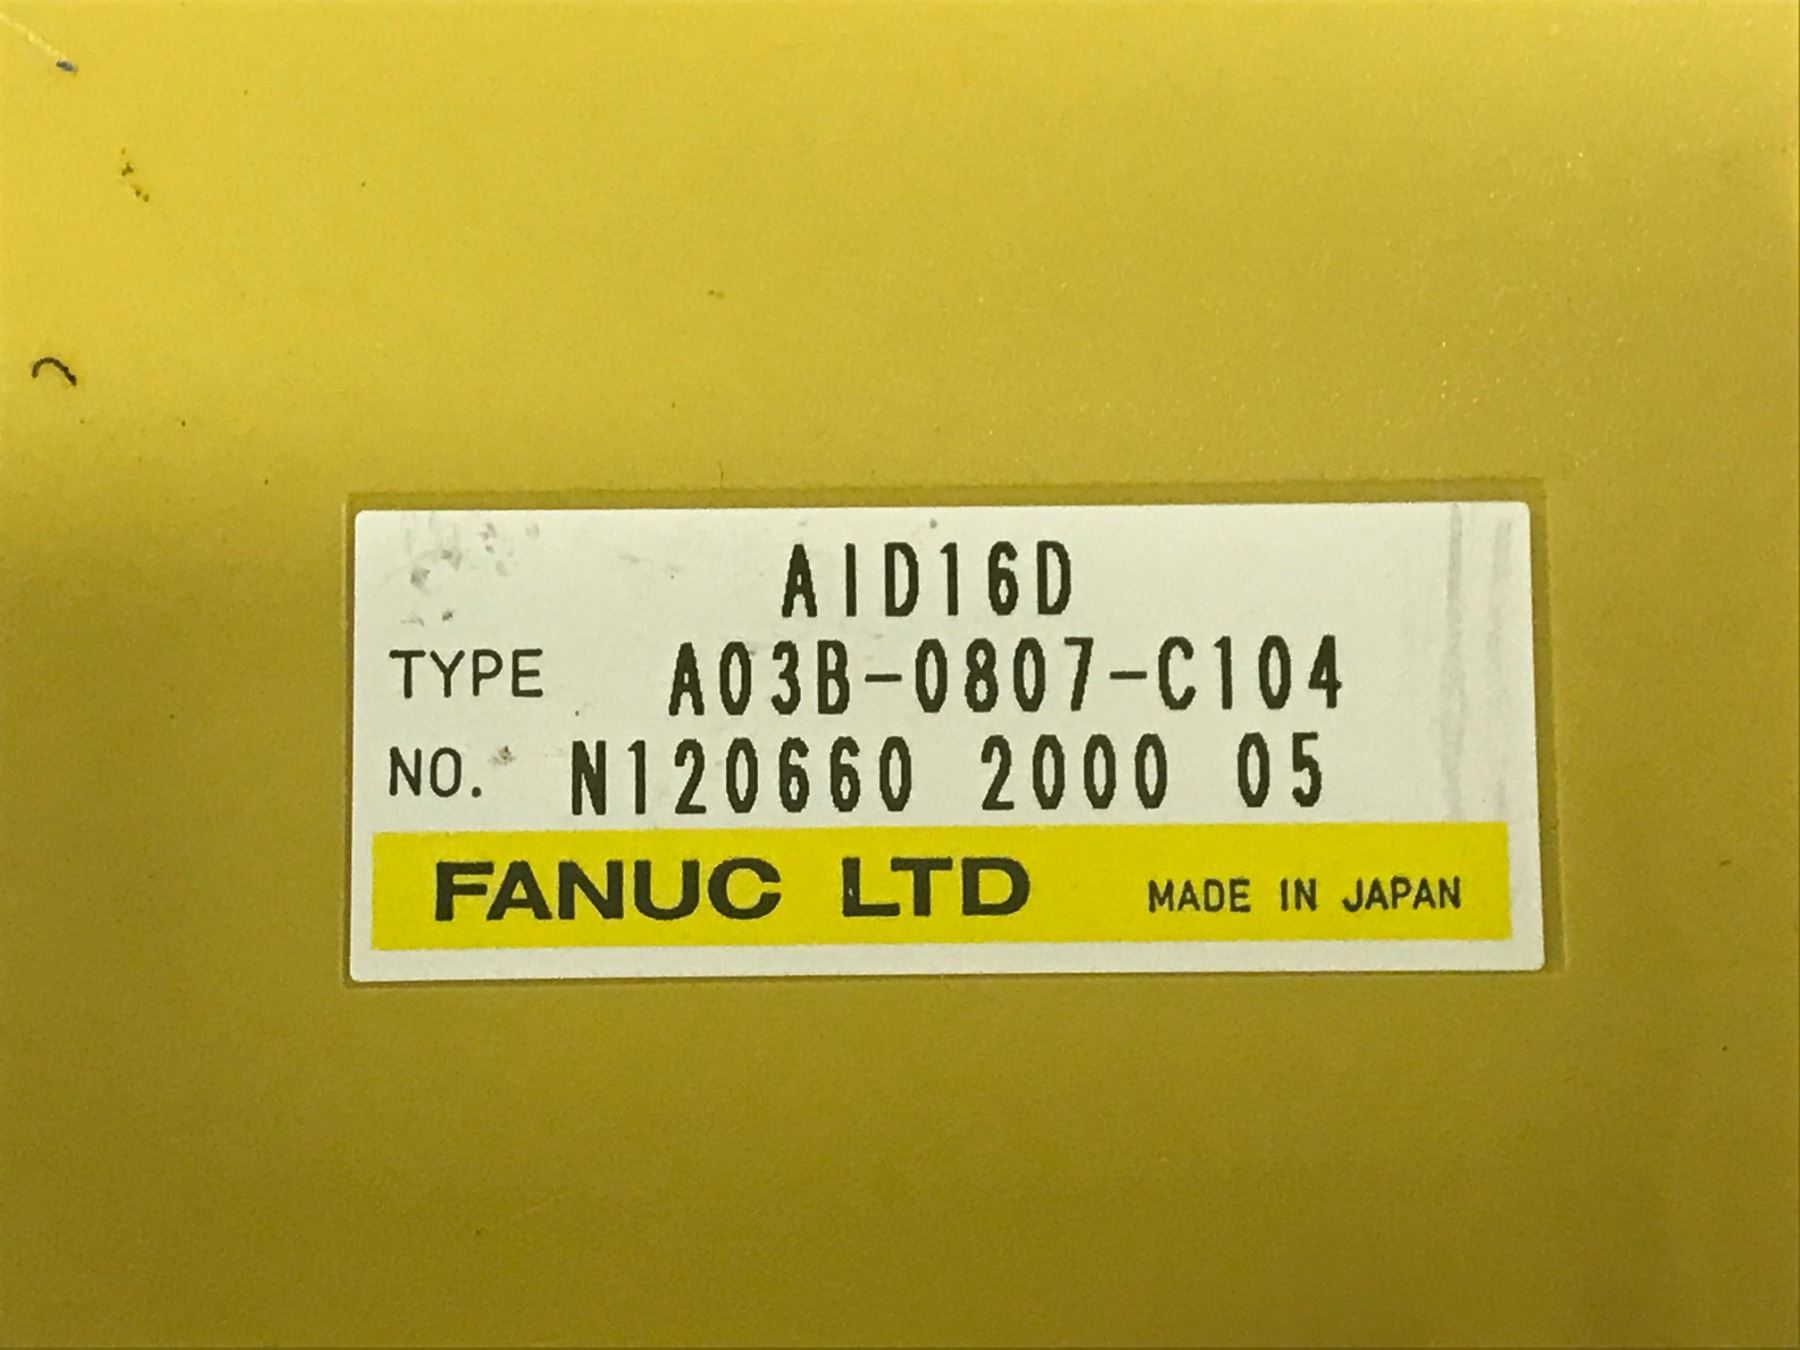 AID16D
TYPE A03B-0807-C104
NO. N120660 2000 05
FANUC LTD MADE IN JAPAN